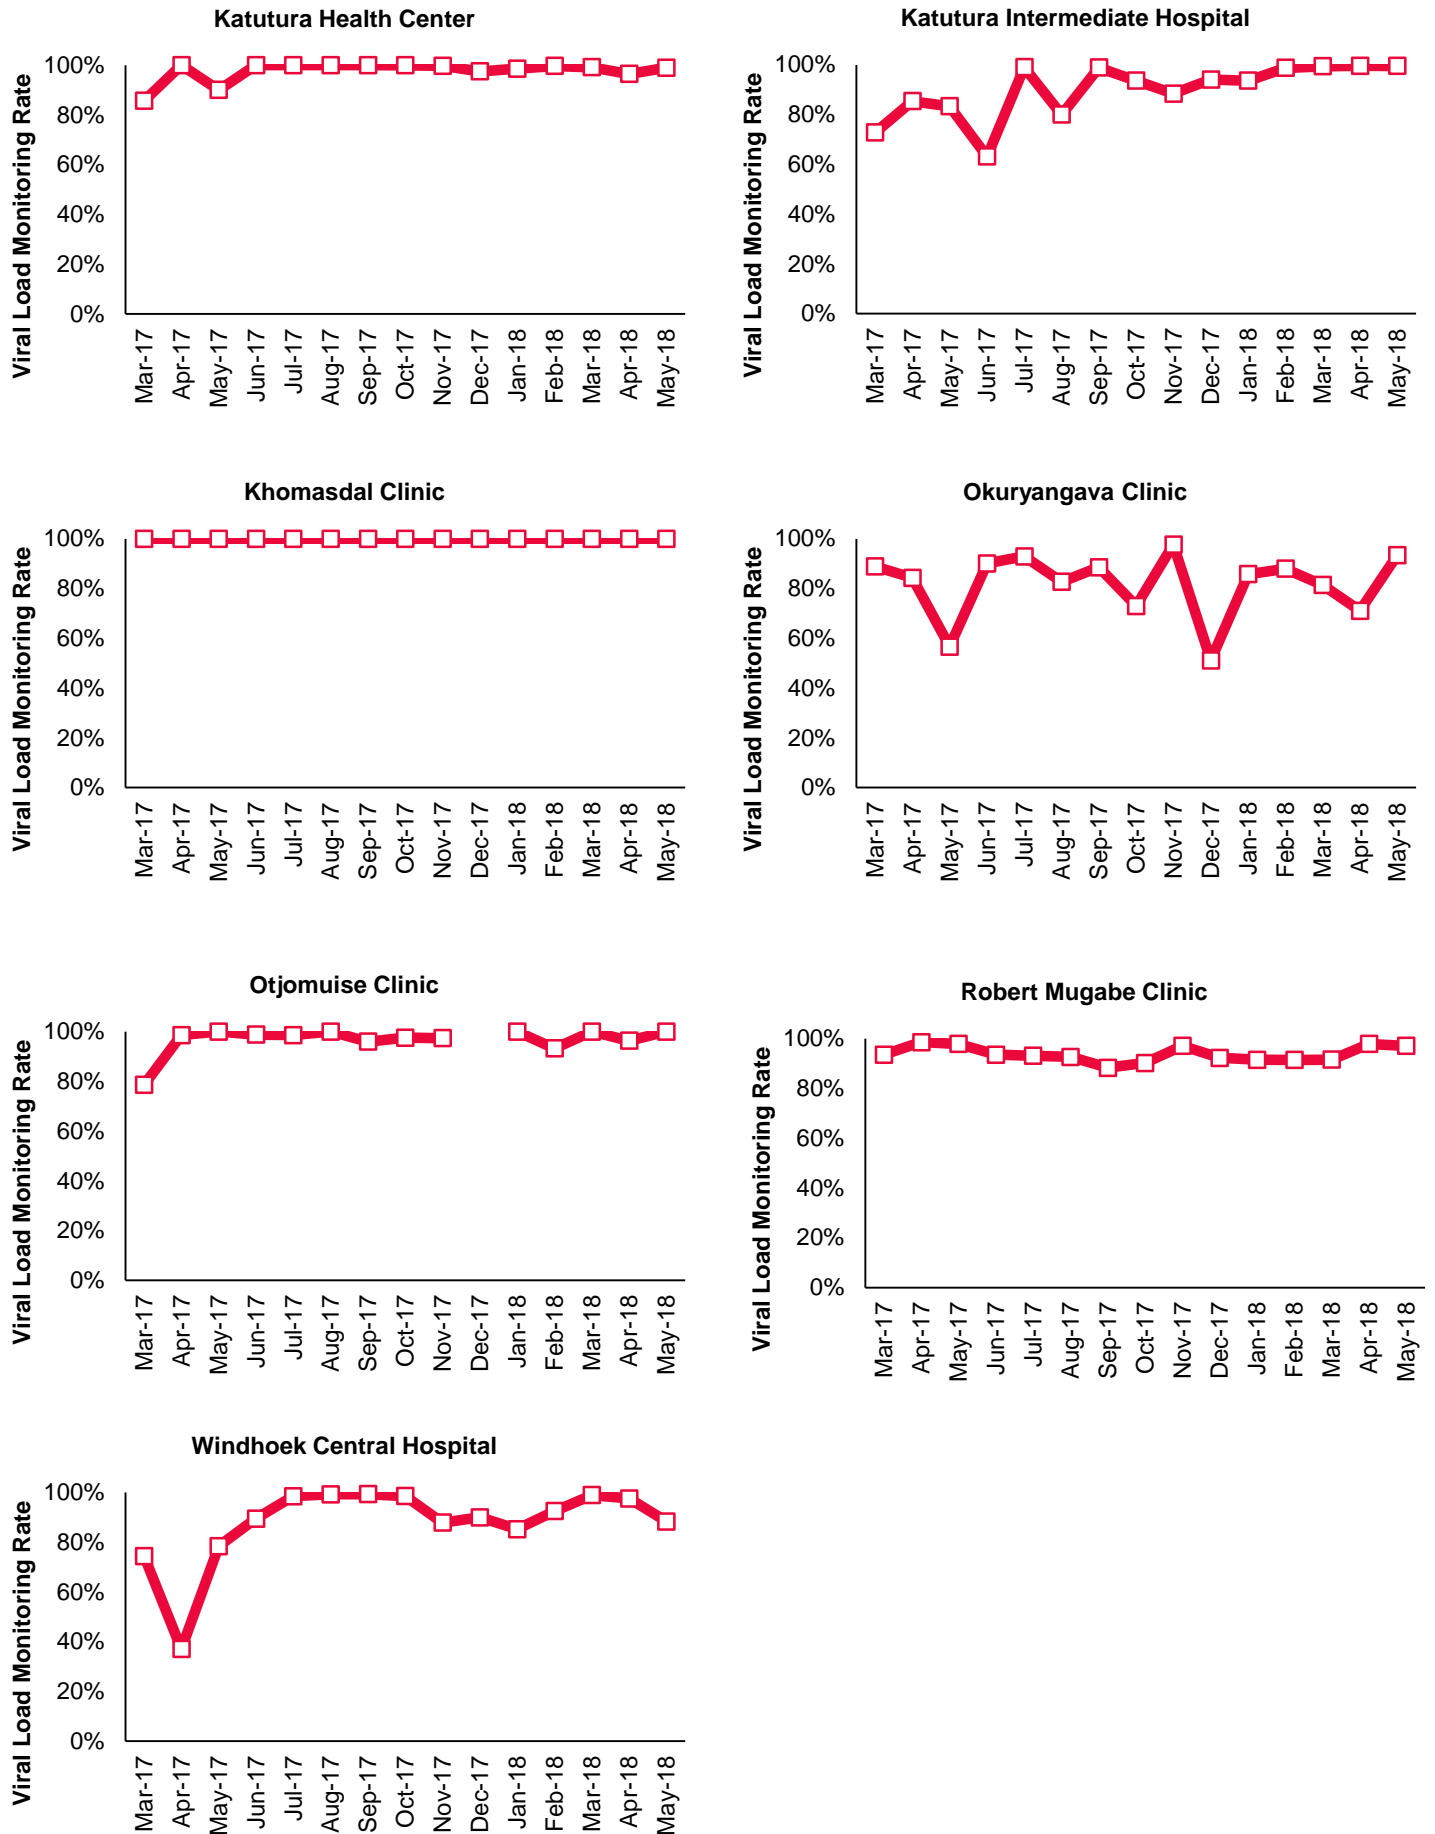 Katutura Health Center
Viral Load Monitoring Rate
100%
80%
60%
40%
20%
0%
Mar-17
Apr-17
May-17
Jun-17
Jul-17
Aug-17
Sep-17
Oct-17
Nov-17
Dec-17
Jan-18
Feb-18
Mar-18
Apr-18
May-18
Katutura Intermediate Hospital
Viral Load Monitoring Rate
100%
80%
60%
40%
20%
0%
Mar-17
Apr-17
May-17
Jun-17
Jul-17
Aug-17
Sep-17
Oct-17
Nov-17
Dec-17
Jan-18
Feb-18
Mar-18
Apr-18
May-18
Khomasdal Clinic
Viral Load Monitoring Rate
100%
80%
60%
40%
20%
0%
Mar-17
Apr-17
May-17
Jun-17
Jul-17
Aug-17
Sep-17
Oct-17
Nov-17
Dec-17
Jan-18
Feb-18
Mar-18
Apr-18
May-18
Okuryangava Clinic
Viral Load Monitoring Rate
100%
80%
60%
40%
20%
0%
Mar-17
Apr-17
May-17
Jun-17
Jul-17
Aug-17
Sep-17
Oct-17
Nov-17
Dec-17
Jan-18
Feb-18
Mar-18
Apr-18
May-18
Otjomuise Clinic
Viral Load Monitoring Rate
100%
80%
60%
40%
20%
0%
Mar-17
Apr-17
May-17
Jun-17
Jul-17
Aug-17
Sep-17
Oct-17
Nov-17
Dec-17
Jan-18
Feb-18
Mar-18
Apr-18
May-18
Robert Mugabe Clinic
Viral Load Monitoring Rate
100%
80%
60%
40%
20%
0%
Mar-17
Apr-17
May-17
Jun-17
Jul-17
Aug-17
Sep-17
Oct-17
Nov-17
Dec-17
Jan-18
Feb-18
Mar-18
Apr-18
May-18
Windhoek Central Hospital
Viral Load Monitoring Rate
100%
80%
60%
40%
20%
0%
Mar-17
Apr-17
May-17
Jun-17
Jul-17
Aug-17
Sep-17
Oct-17
Nov-17
Dec-17
Jan-18
Feb-18
Mar-18
Apr-18
May-18